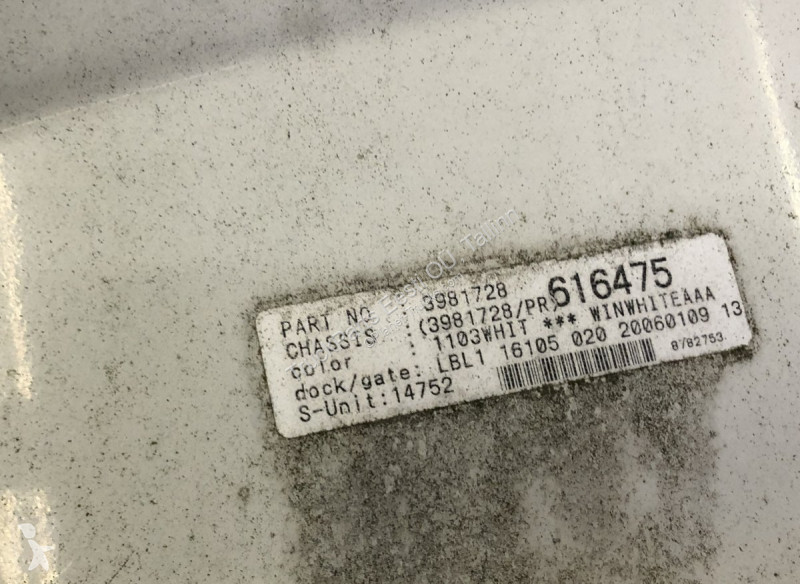 PART NO : 3981728
CHASSIS : (3981728/PR) 616475
color : 1103WHIT *** WINWHITEAAA
dock/gate: LBL1 16105 020 20060109 13
S-Unit:14752